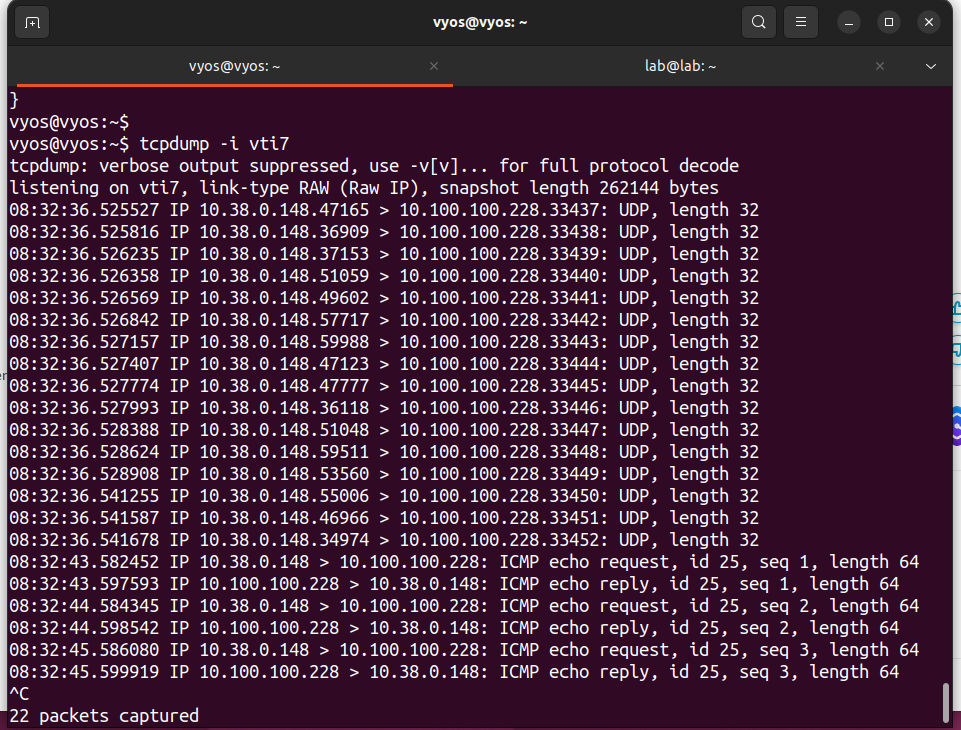 vyos@vyos: ~
vyos@vyos: ~
lab@lab: ~
}
vyos@vyos:~$
vyos@vyos:~$ tcpdump -i vti7
tcpdump: verbose output suppressed, use -v[v]... for full protocol decode
listening on vti7, link-type RAW (Raw IP), snapshot length 262144 bytes
08:32:36.525527 IP 10.38.0.148.47165 > 10.100.100.228.33437: UDP, length 32
08:32:36.525816 IP 10.38.0.148.36909 > 10.100.100.228.33438: UDP, length 32
08:32:36.526235 IP 10.38.0.148.37153 > 10.100.100.228.33439: UDP, length 32
08:32:36.526358 IP 10.38.0.148.51059 > 10.100.100.228.33440: UDP, length 32
08:32:36.526569 IP 10.38.0.148.49602 > 10.100.100.228.33441: UDP, length 32
08:32:36.526842 IP 10.38.0.148.57717 > 10.100.100.228.33442: UDP, length 32
08:32:36.527157 IP 10.38.0.148.59988 > 10.100.100.228.33443: UDP, length 32
08:32:36.527407 IP 10.38.0.148.47123 > 10.100.100.228.33444: UDP, length 32
08:32:36.527774 IP 10.38.0.148.47777 > 10.100.100.228.33445: UDP, length 32
08:32:36.527993 IP 10.38.0.148.36118 > 10.100.100.228.33446: UDP, length 32
08:32:36.528388 IP 10.38.0.148.51048 > 10.100.100.228.33447: UDP, length 32
08:32:36.528624 IP 10.38.0.148.59511 > 10.100.100.228.33448: UDP, length 32
08:32:36.528908 IP 10.38.0.148.53560 > 10.100.100.228.33449: UDP, length 32
08:32:36.541255 IP 10.38.0.148.55006 > 10.100.100.228.33450: UDP, length 32
08:32:36.541587 IP 10.38.0.148.46966 > 10.100.100.228.33451: UDP, length 32
08:32:36.541678 IP 10.38.0.148.34974 > 10.100.100.228.33452: UDP, length 32
08:32:43.582452 IP 10.38.0.148 > 10.100.100.228: ICMP echo request, id 25, seq 1, length 64
08:32:43.597593 IP 10.100.100.228 > 10.38.0.148: ICMP echo reply, id 25, seq 1, length 64
08:32:44.584345 IP 10.38.0.148 > 10.100.100.228: ICMP echo request, id 25, seq 2, length 64
08:32:44.598542 IP 10.100.100.228 > 10.38.0.148: ICMP echo reply, id 25, seq 2, length 64
08:32:45.586080 IP 10.38.0.148 > 10.100.100.228: ICMP echo request, id 25, seq 3, length 64
08:32:45.599919 IP 10.100.100.228 > 10.38.0.148: ICMP echo reply, id 25, seq 3, length 64
^C
22 packets captured